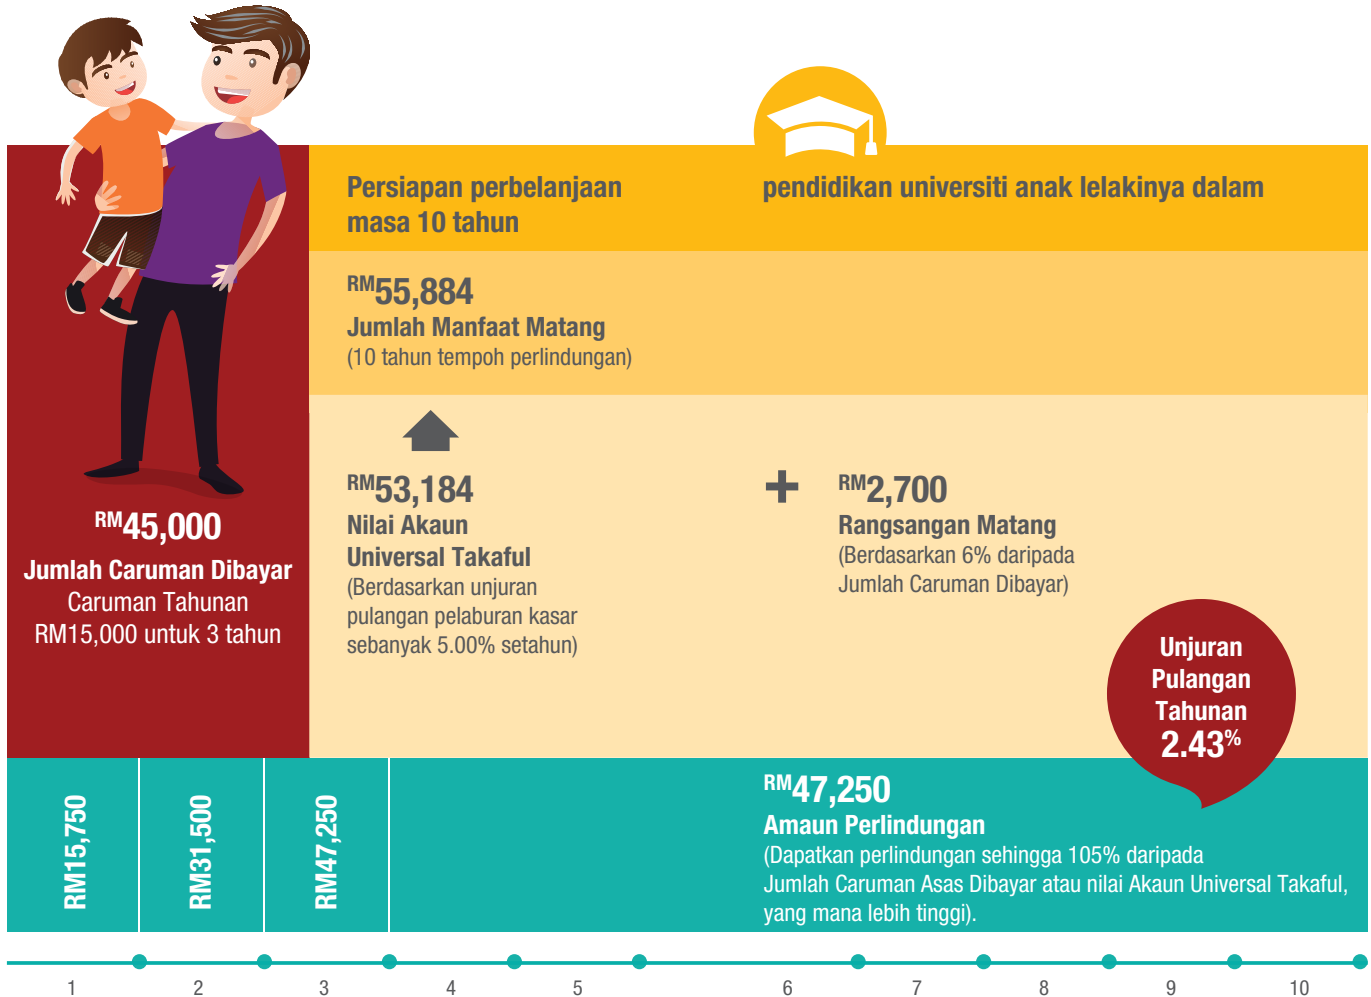 Persiapan perbelanjaan
masa 10 tahun
pendidikan universiti anak lelakinya dalam
RM55,884
Jumlah Manfaat Matang
(10 tahun tempoh perlindungan)
RM53,184
Nilai Akaun
Universal Takaful
(Berdasarkan unjuran
pulangan pelaburan kasar
sebanyak 5.00% setahun)
+
RM2,700
Rangsangan Matang
(Berdasarkan 6% daripada
Jumlah Caruman Dibayar)
RM45,000
Jumlah Caruman Dibayar
Caruman Tahunan
RM15,000 untuk 3 tahun
Unjuran
Pulangan
Tahunan
2.43%
RM15,750
RM31,500
RM47,250
RM47,250
Amaun Perlindungan
(Dapatkan perlindungan sehingga 105% daripada
Jumlah Caruman Asas Dibayar atau nilai Akaun Universal Takaful,
yang mana lebih tinggi).
1 2 3 4 5 6 7 8 9 10